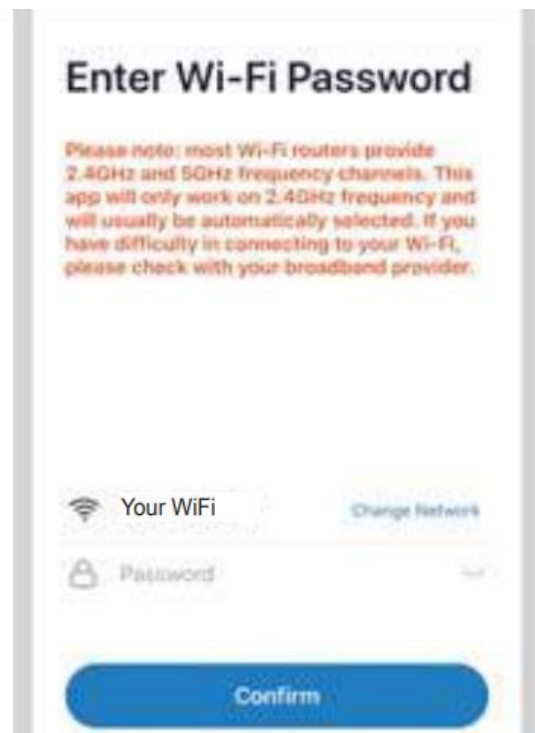 Enter Wi-Fi Password
Please note: most Wi-Fi routers provide
2.4GHz and 5GHz frequency channels. This
app will only work on 2.4GHz frequency and
will usually be automatically selected. If you
have difficulty in connecting to your Wi-Fi,
please check with your broadband provider.
Your WiFi
Change Network
Password
Confirm